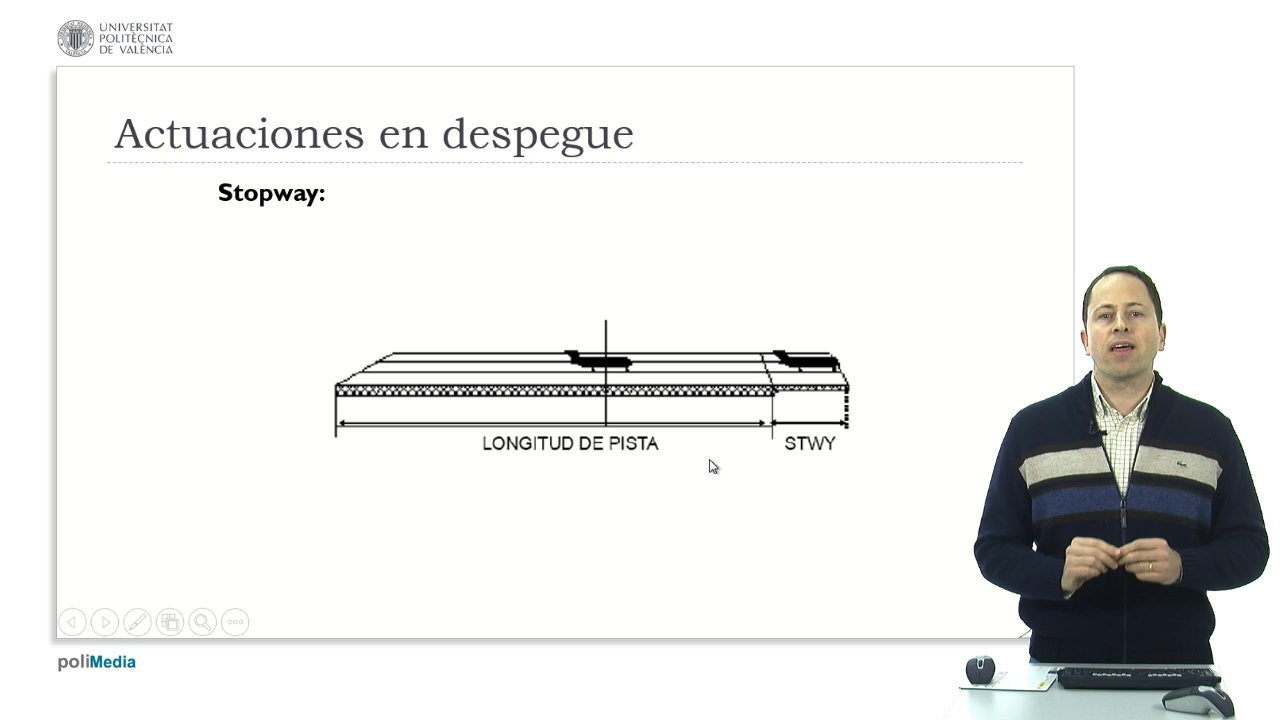 UNIVERSITAT
POLITÈCNICA
DE VALÈNCIA
Actuaciones en despegue
Stopway:
LONGITUD DE PISTA
STWY
poliMedia